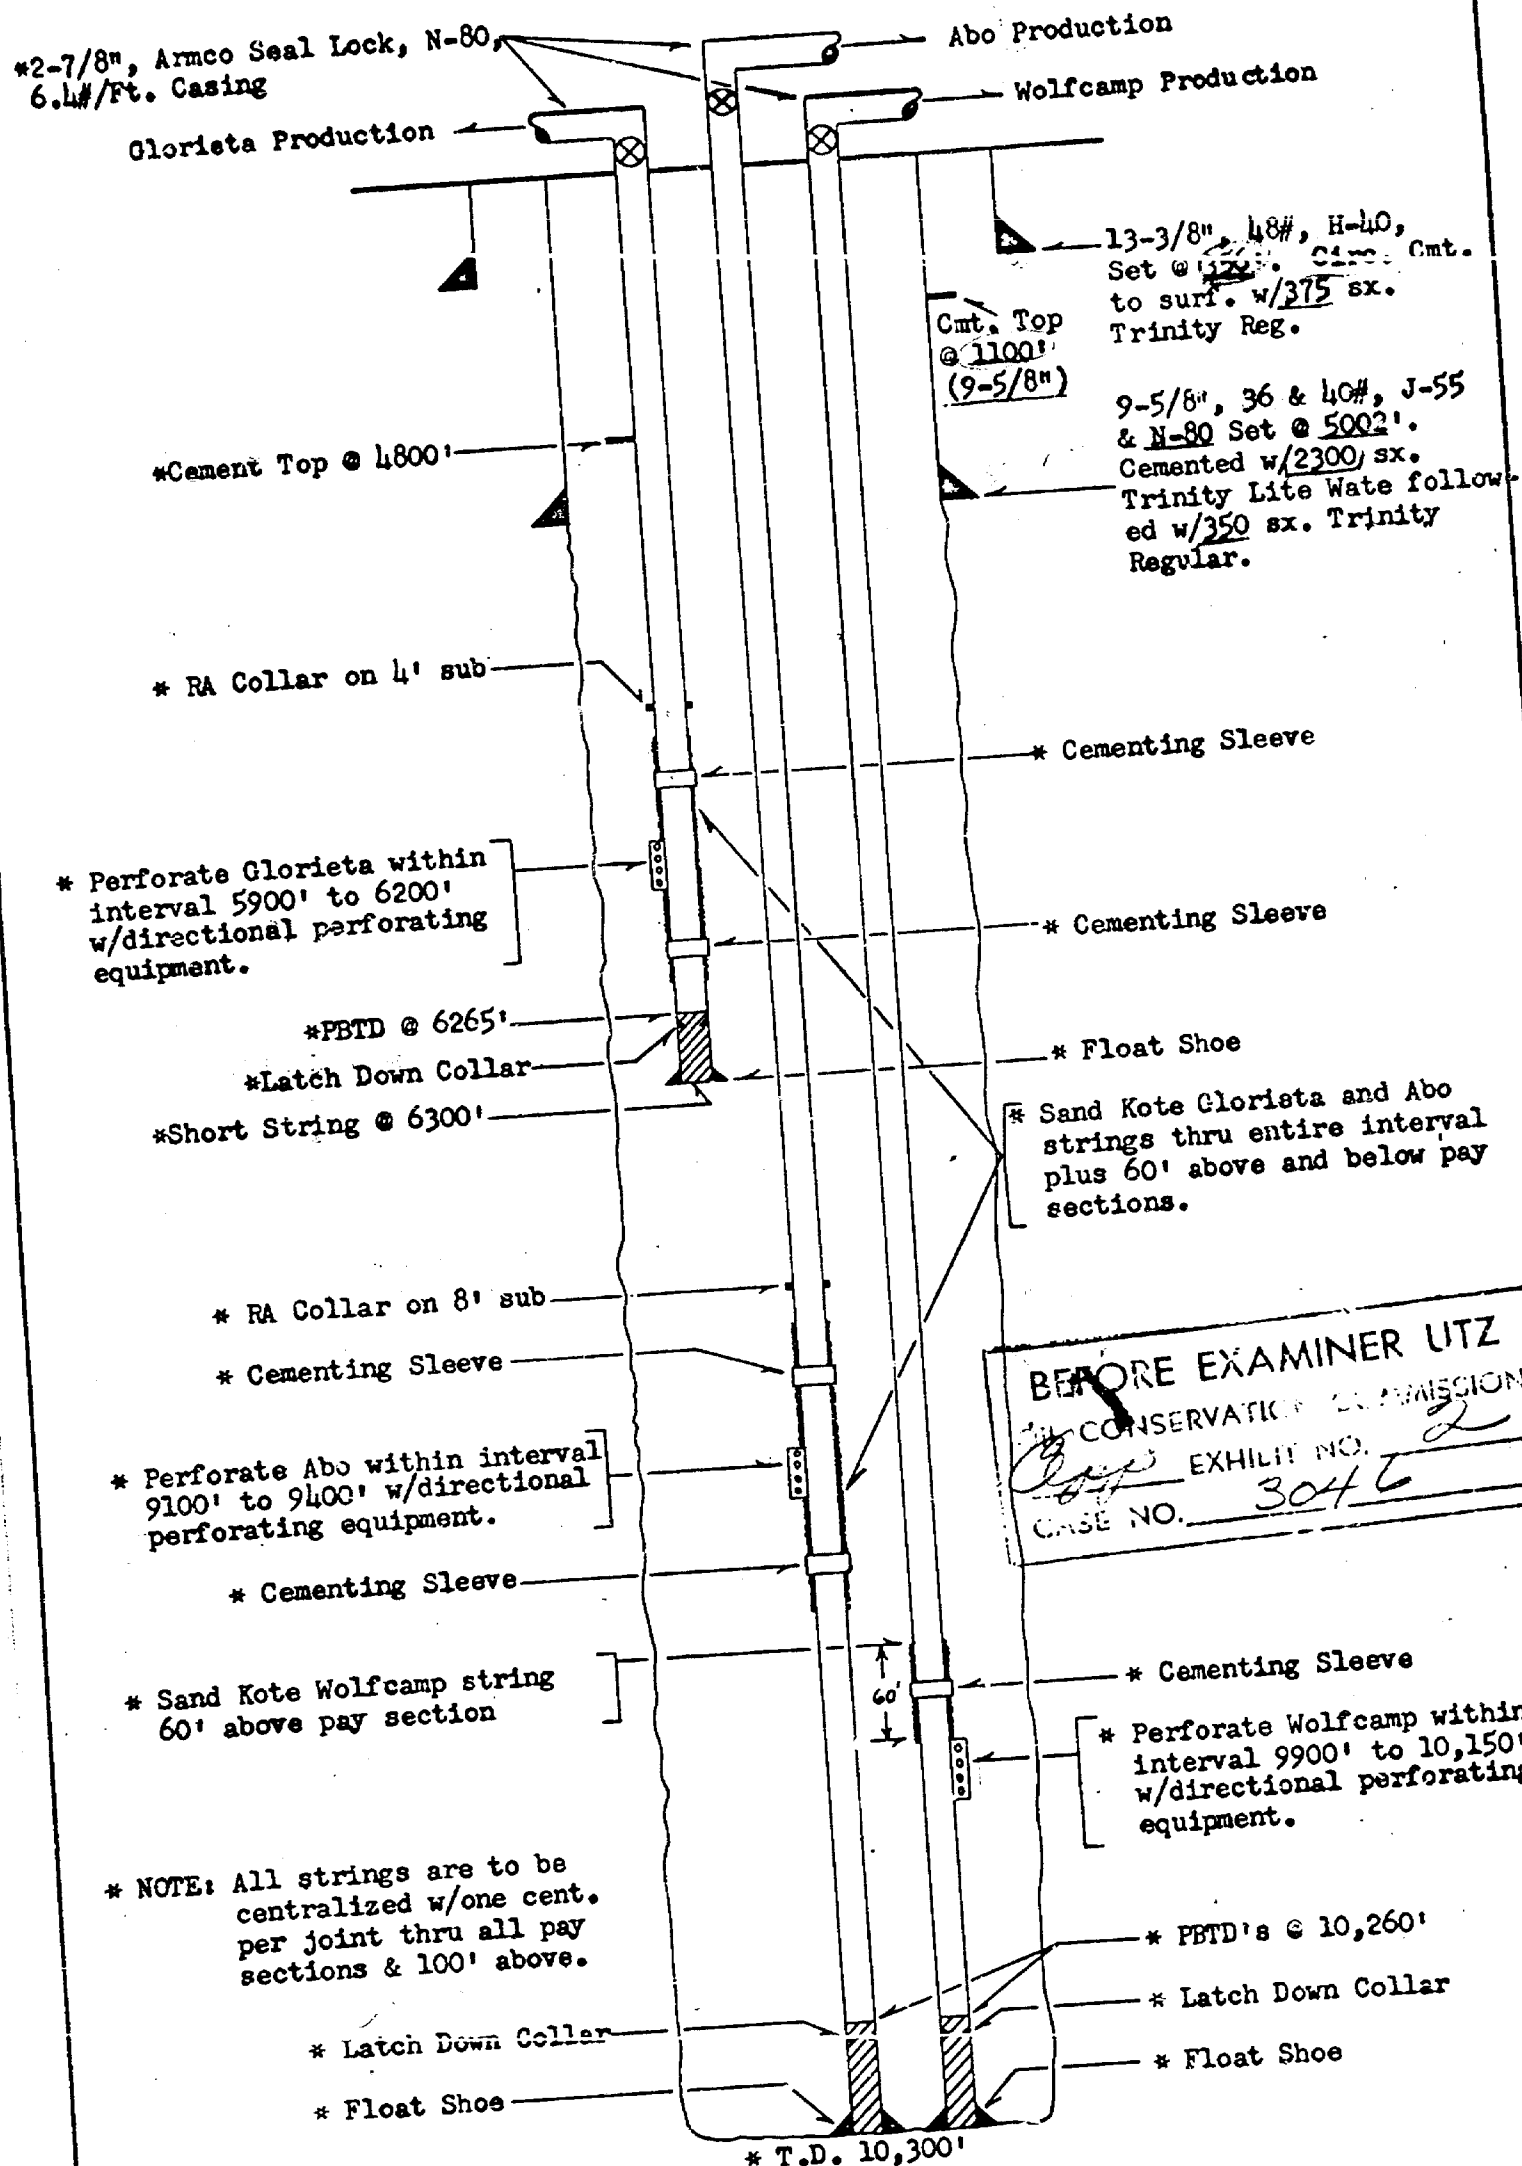 *2-7/8", Armco Seal Lock, N-80,
6.4#/Ft. Casing
Abo Production
Wolfcamp Production
Glorieta Production
13-3/8", 48#, H-40,
Set @ Circ. Cmt.
to surf. w/375 sx.
Trinity Reg.
Cmt. Top
@ 1100'
(9-5/8")
9-5/8", 36 & 40#, J-55
& N-80 Set @ 5002'.
Cemented w/2300 sx.
Trinity Lite Wate follow-
ed w/350 sx. Trinity
Regular.
*Cement Top @ 4800'
* RA Collar on 4' sub
* Cementing Sleeve
* Perforate Glorieta within
interval 5900' to 6200'
w/directional perforating
equipment.
* Cementing Sleeve
*PBTD @ 6265'
*Latch Down Collar
* Float Shoe
*Short String @ 6300'
* Sand Kote Glorieta and Abo
strings thru entire interval
plus 60' above and below pay
sections.
* RA Collar on 8' sub
* Cementing Sleeve
BEFORE EXAMINER UTZ
OIL CONSERVATION COMMISSION
EXHIBIT NO. 2
CASE NO. 3046
* Perforate Abo within interval
9100' to 9400' w/directional
perforating equipment.
* Cementing Sleeve
* Sand Kote Wolfcamp string
60' above pay section
60'
* Cementing Sleeve
* Perforate Wolfcamp within
interval 9900' to 10,150'
w/directional perforating
equipment.
* NOTE: All strings are to be
centralized w/one cent.
per joint thru all pay
sections & 100' above.
* PBTD's @ 10,260'
* Latch Down Collar
* Latch Down Collar
* Float Shoe
* Float Shoe
* T.D. 10,300'